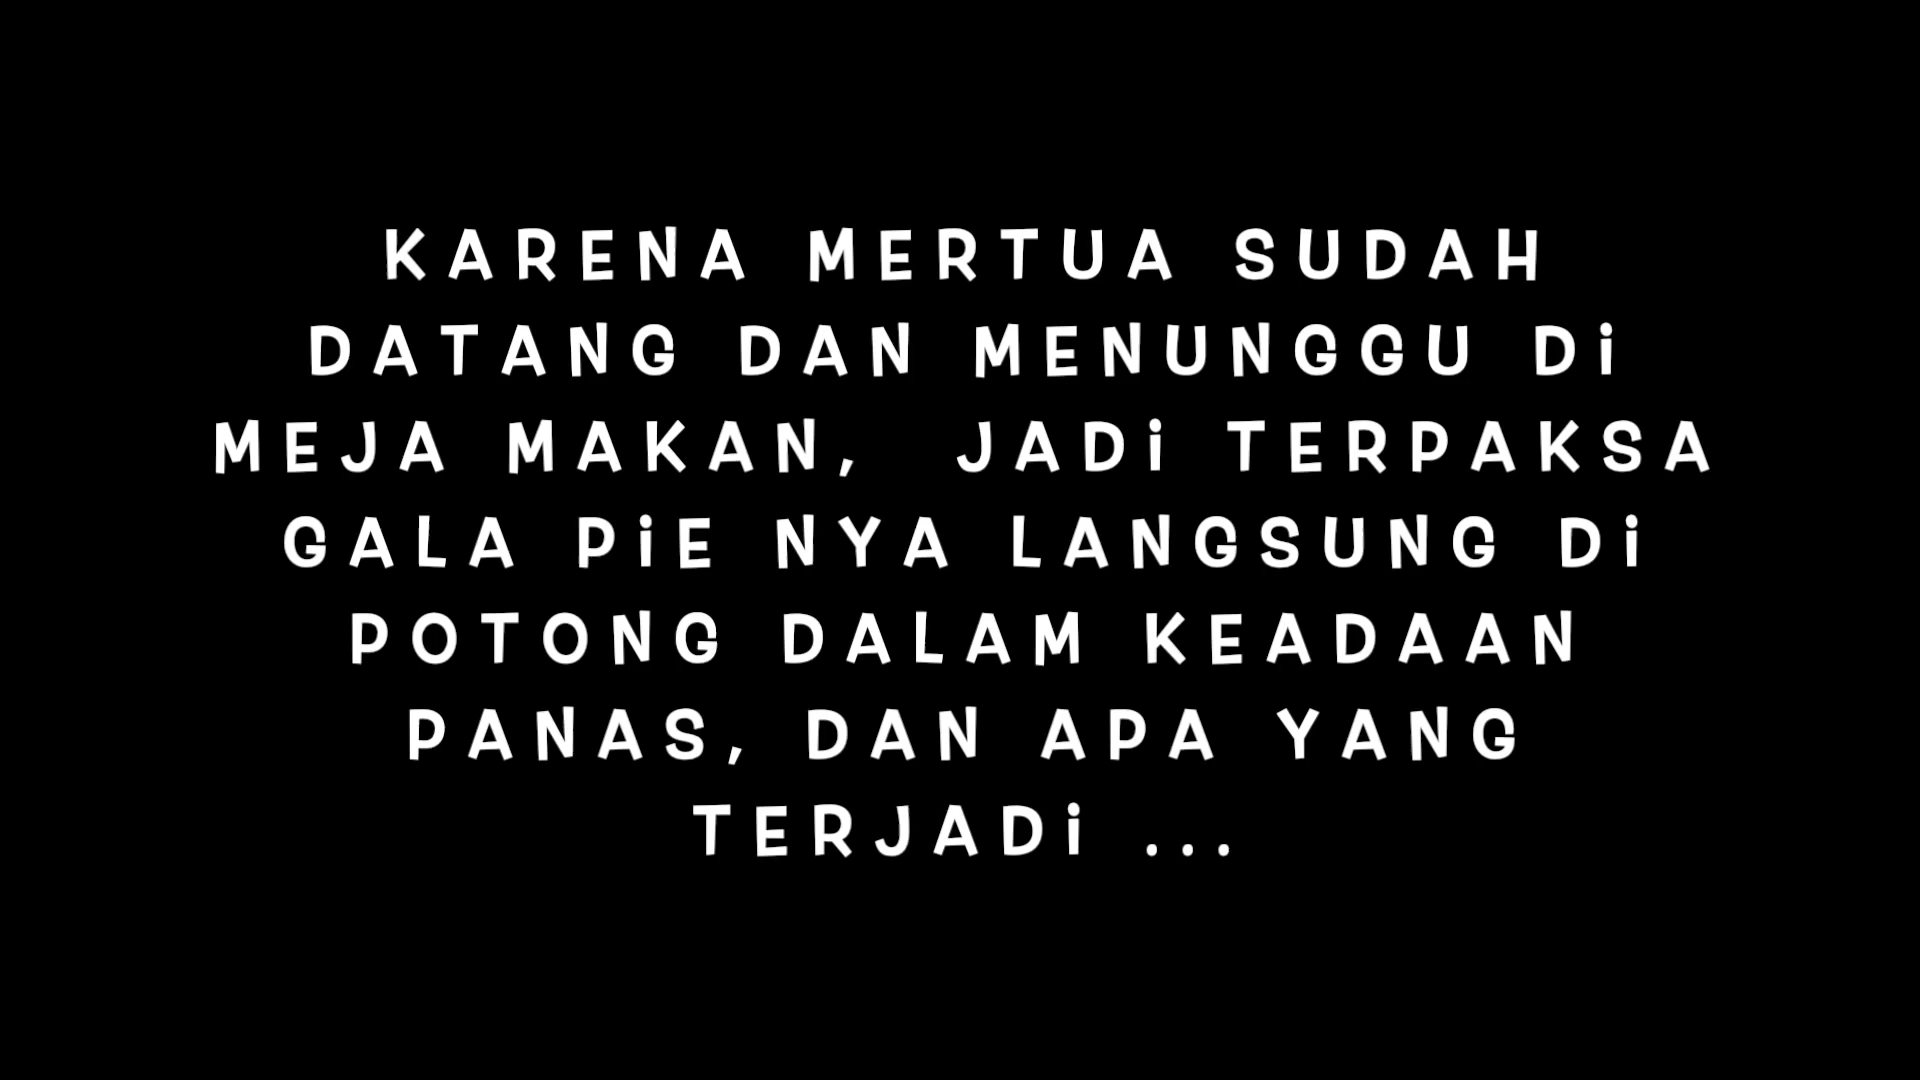 KARENA MERTUA SUDAH
DATANG DAN MENUNGGU Di
MEJA MAKAN, JADi TERPAKSA
GALA PiE NYA LANGSUNG Di
POTONG DALAM KEADAAN
PANAS, DAN APA YANG
TERJADi ...